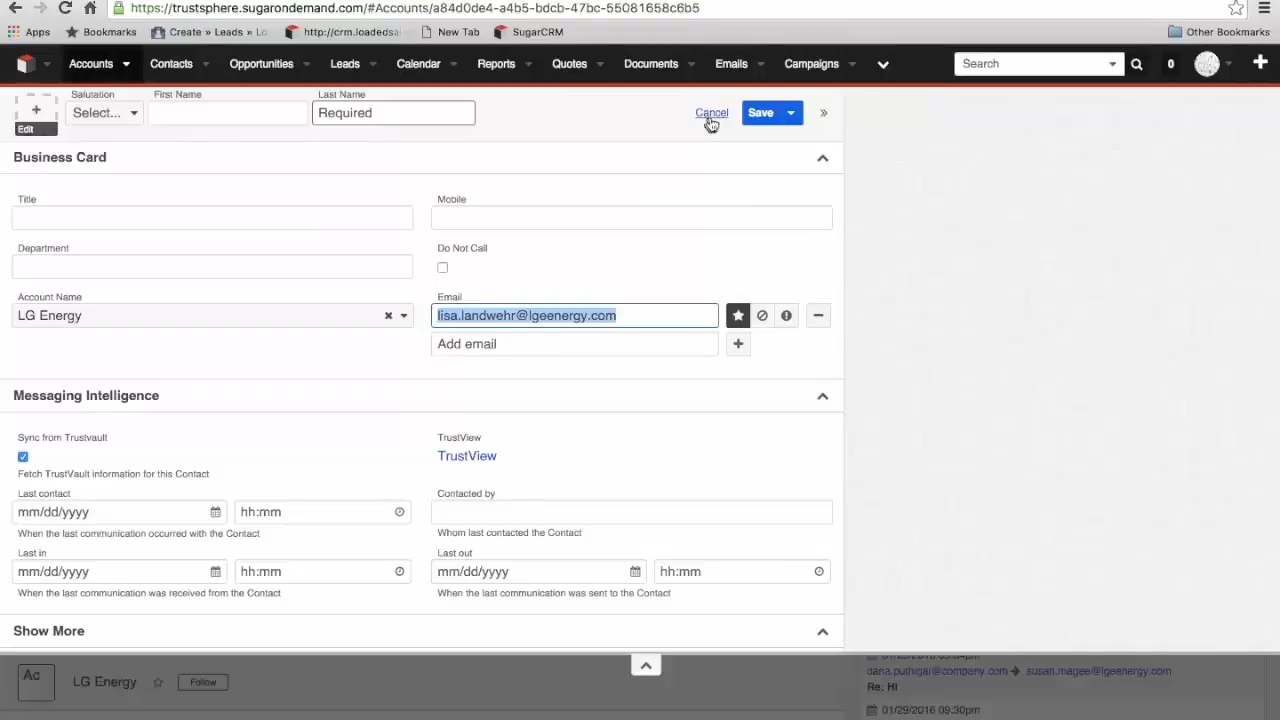 https://trustsphere.sugarondemand.com/#Accounts/a84d0de4-a4b5-bdcb-47bc-55081658c6b5
Apps Bookmarks Create » Leads » Lo http://crm.loadedsa New Tab SugarCRM Other Bookmarks
Accounts Contacts Opportunities Leads Calendar Reports Quotes Documents Emails Campaigns Search 0
Salutation First Name Last Name
Select... Required Cancel Save »
Edit
Business Card
Title Mobile
Department Do Not Call
Account Name Email
LG Energy lisa.landwehr@lgeenergy.com
Add email
Messaging Intelligence
Sync from Trustvault TrustView
TrustView
Fetch TrustVault information for this Contact
Last contact Contacted by
mm/dd/yyyy hh:mm
When the last communication occurred with the Contact Whom last contacted the Contact
Last in Last out
mm/dd/yyyy hh:mm mm/dd/yyyy hh:mm
When the last communication was received from the Contact When the last communication was sent to the Contact
Show More
Ac LG Energy Follow
susan.magee@lgeenergy.com
Re: Hi
01/29/2016 09:30pm